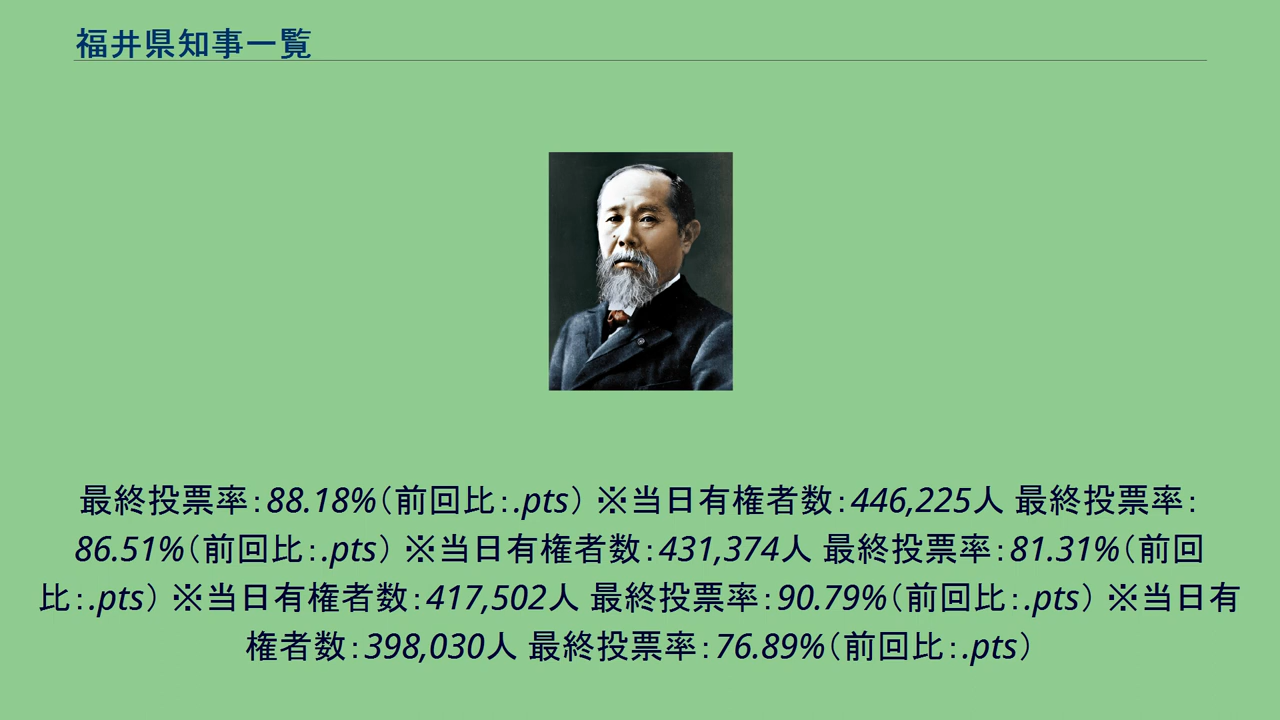 福井県知事一覧
最終投票率：88.18%（前回比：.pts） ※当日有権者数：446,225人 最終投票率：
86.51%（前回比：.pts） ※当日有権者数：431,374人 最終投票率：81.31%（前回
比：.pts） ※当日有権者数：417,502人 最終投票率：90.79%（前回比：.pts） ※当日有
権者数：398,030人 最終投票率：76.89%（前回比：.pts）